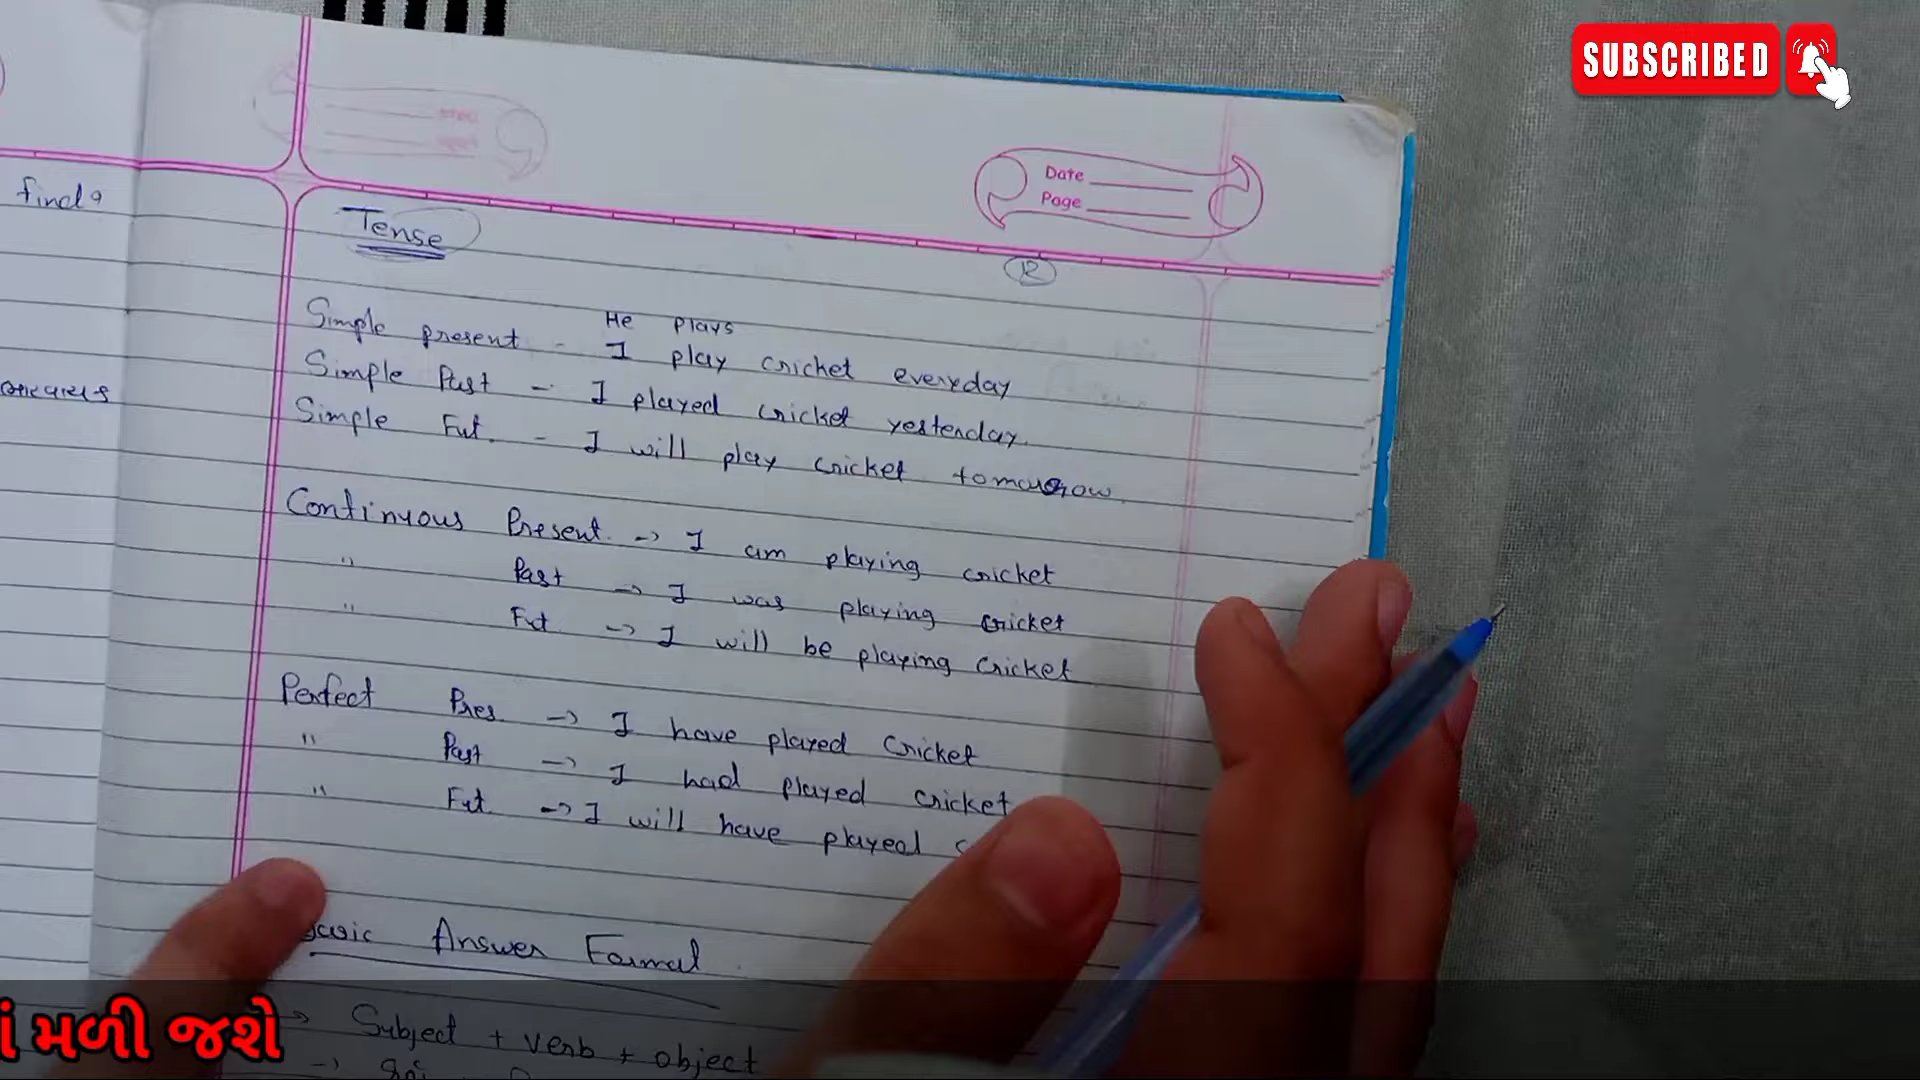 SUBSCRIBED
Date
Page
find ?
Tense
12
He plays
Simple present - I play cricket everyday
Simple Past - I played cricket yesterday.
Simple Fut. - I will play cricket tomorrow.
Continuous Present -> I am playing cricket
" Past -> I was playing cricket
" Fut -> I will be playing cricket
Perfect Pres. -> I have played cricket
" Past -> I had played cricket
" Fut -> I will have played
Answer Format
-> Subject + verb + object
મળી જશે